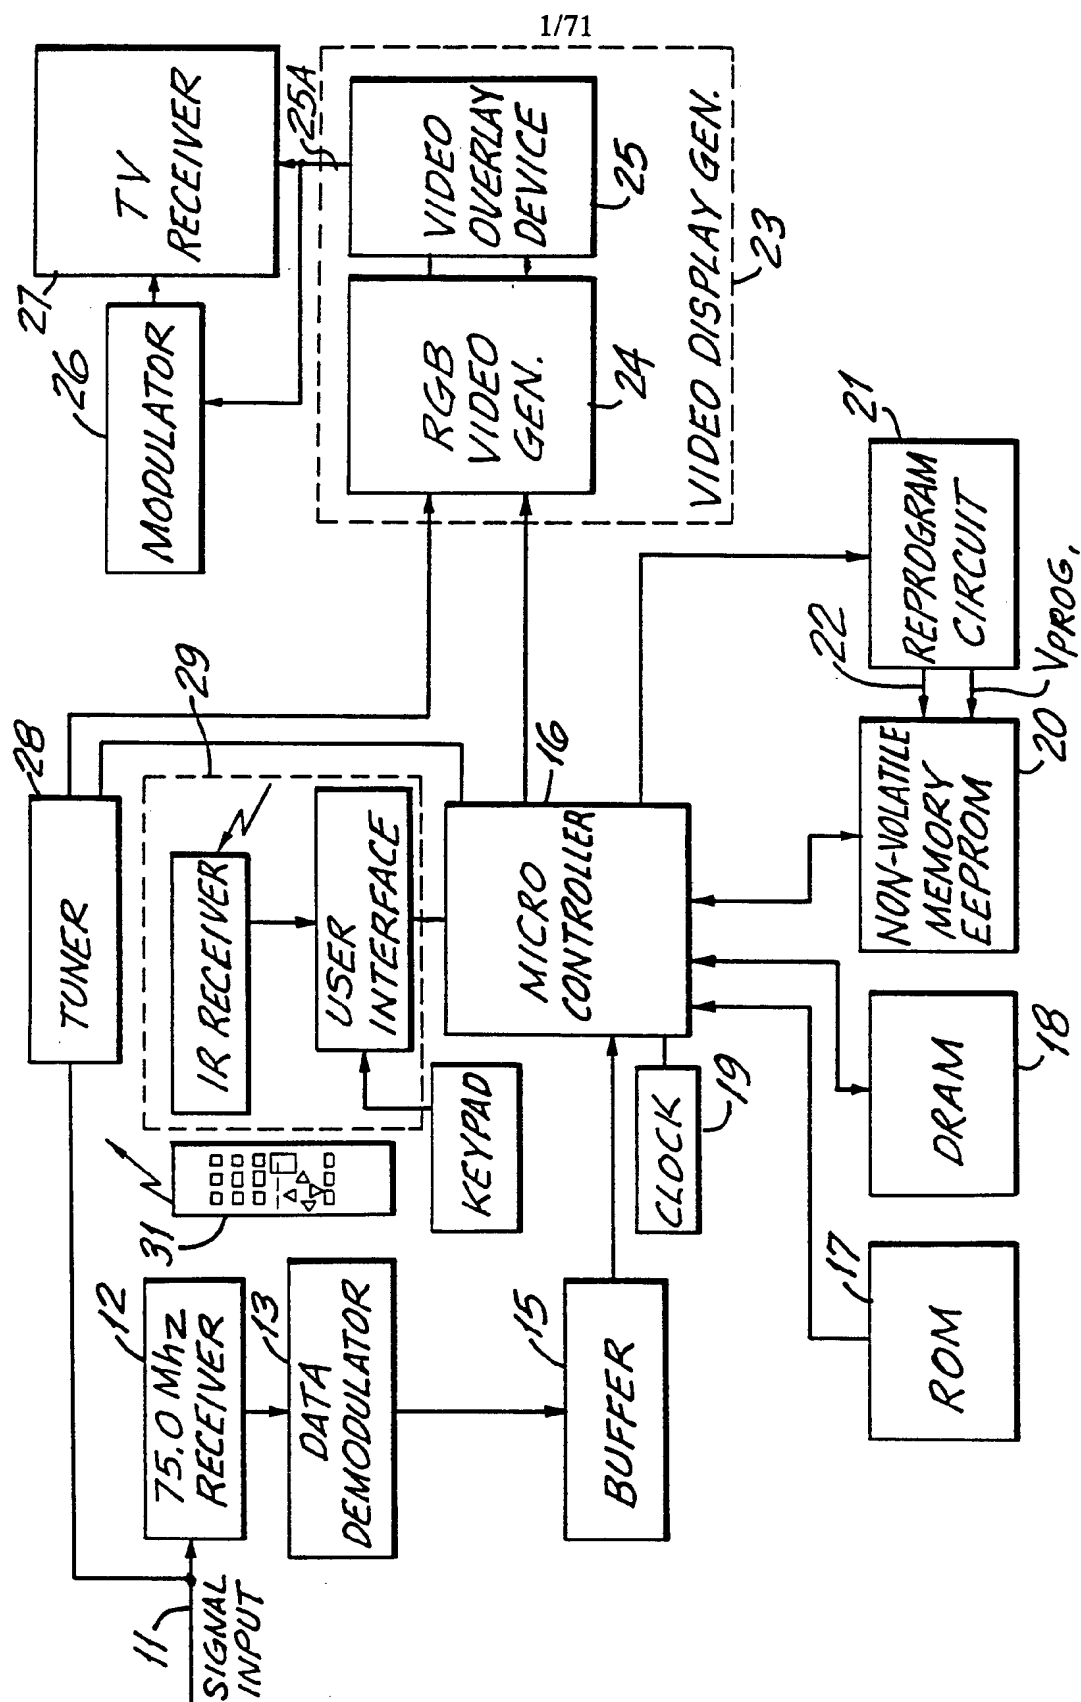 1/71
27
TV
RECEIVER
25A
26
MODULATOR
VIDEO
OVERLAY
DEVICE
25
RGB
VIDEO
GEN.
24
VIDEO DISPLAY GEN.
23
28
TUNER
29
IR RECEIVER
USER
INTERFACE
16
MICRO
CONTROLLER
21
REPROGRAM
CIRCUIT
22
VPROG.
NON-VOLATILE
MEMORY
EEPROM
20
31
KEYPAD
CLOCK
19
DRAM
18
17
ROM
12
75.0 Mhz
RECEIVER
13
DATA
DEMODULATOR
15
BUFFER
11
SIGNAL
INPUT